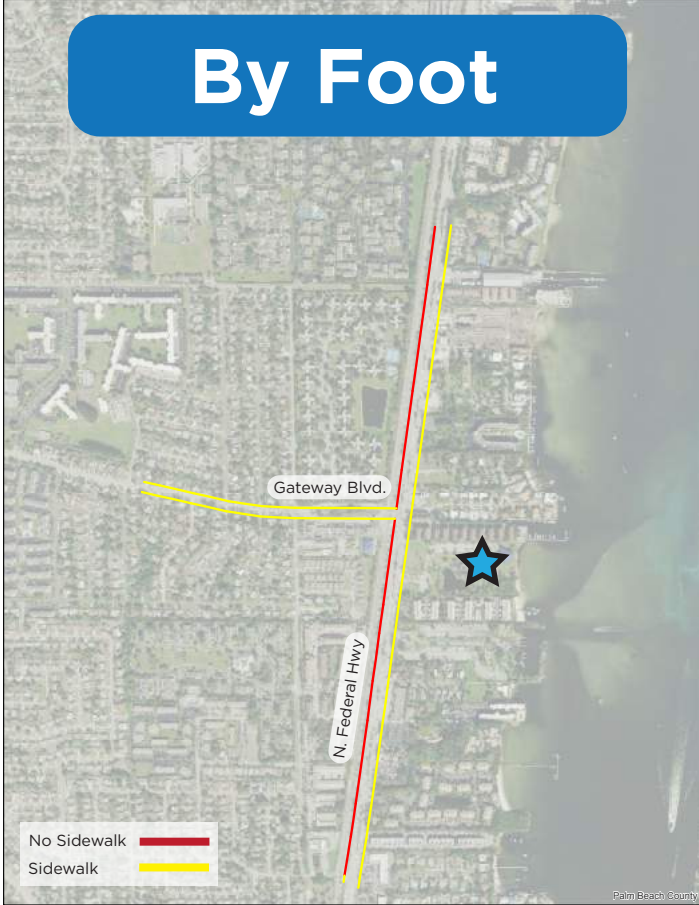 By Foot
Gateway Blvd.
N. Federal Hwy
No Sidewalk
Sidewalk
Palm Beach County